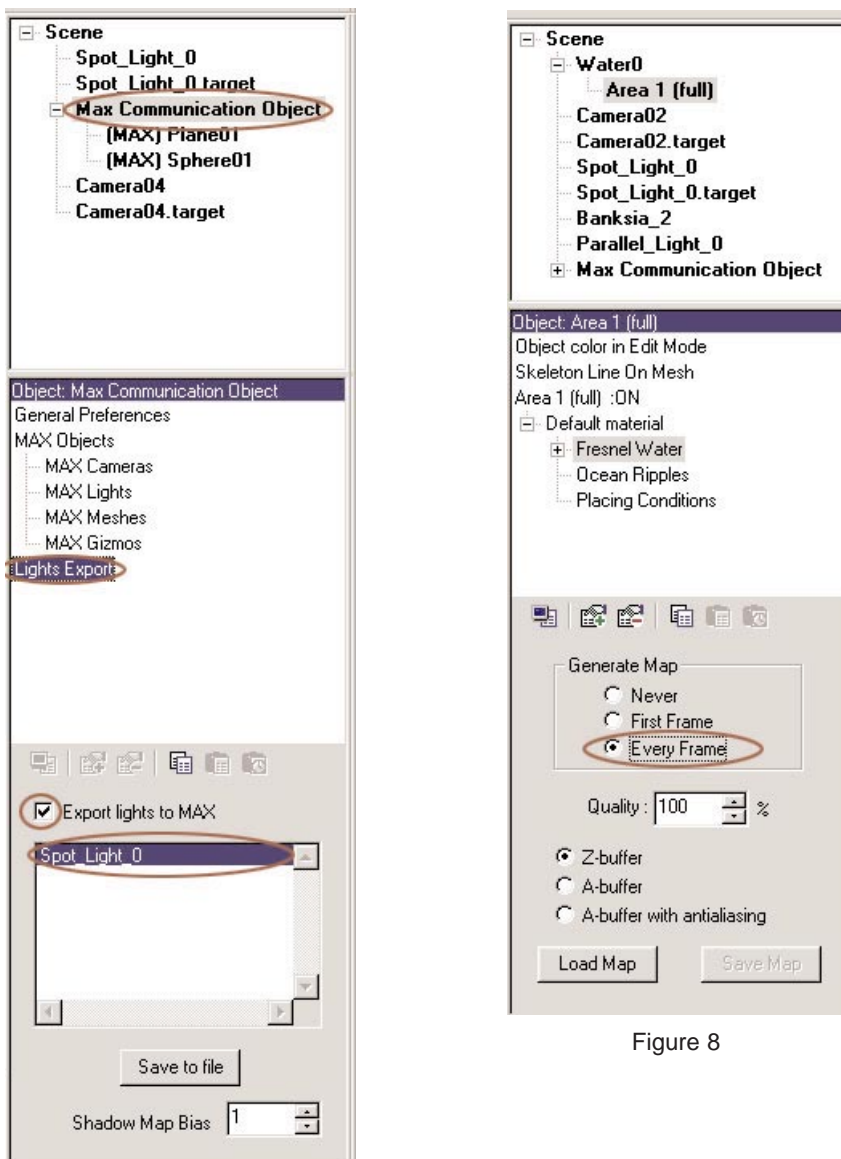 Scene
Spot_Light_0
Spot_Light_0.target
Max Communication Object
(MAX) Plane01
(MAX) Sphere01
Camera04
Camera04.target
Object: Max Communication Object
General Preferences
MAX Objects
MAX Cameras
MAX Lights
MAX Meshes
MAX Gizmos
Lights Export
Export lights to MAX
Spot_Light_0
Save to file
Shadow Map Bias 1
Scene
Water0
Area 1 (full)
Camera02
Camera02.target
Spot_Light_0
Spot_Light_0.target
Banksia_2
Parallel_Light_0
Max Communication Object
Object: Area 1 (full)
Object color in Edit Mode
Skeleton Line On Mesh
Area 1 (full) :ON
Default material
Fresnel Water
Ocean Ripples
Placing Conditions
Generate Map
Never
First Frame
Every Frame
Quality : 100 %
Z-buffer
A-buffer
A-buffer with antialiasing
Load Map Save Map
Figure 8